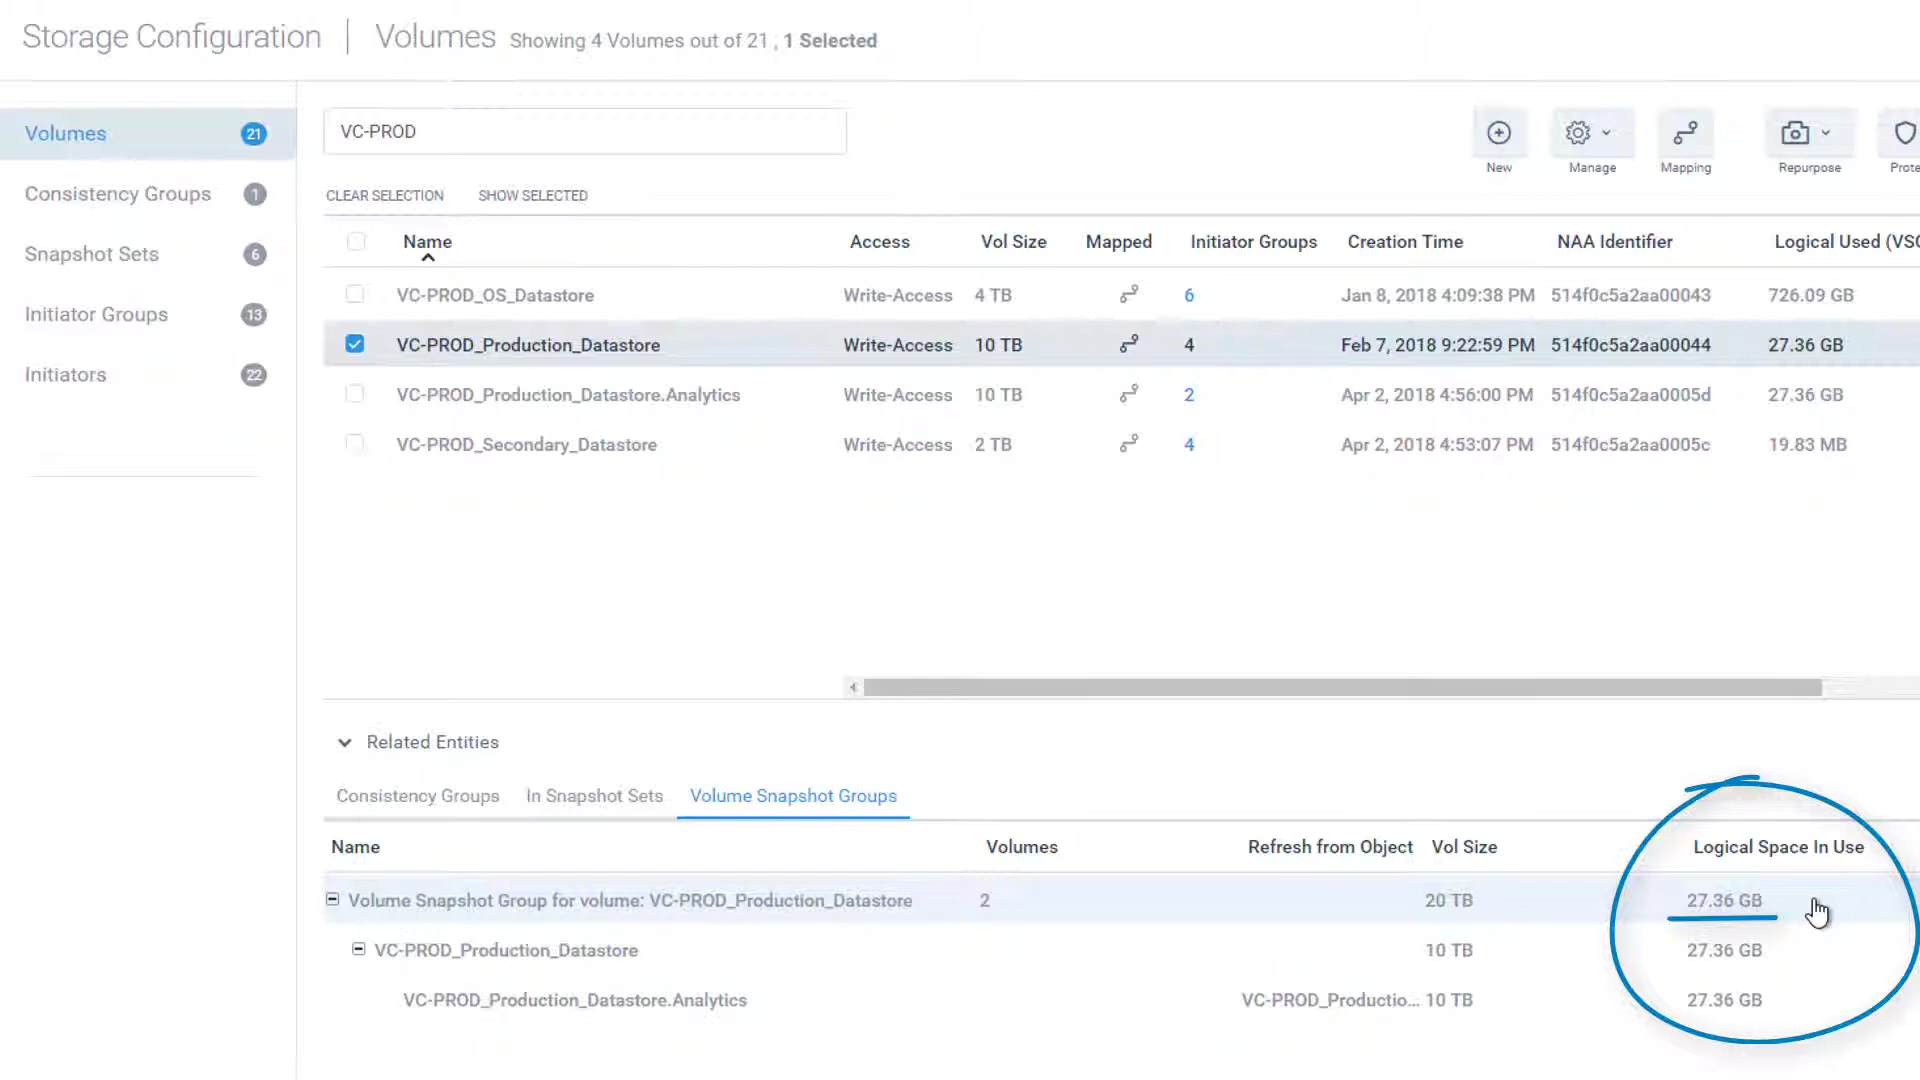 Storage Configuration | Volumes Showing 4 Volumes out of 21 , 1 Selected
Volumes 21
Consistency Groups 1
Snapshot Sets 6
Initiator Groups 13
Initiators 22
VC-PROD
New Manage Mapping Repurpose Prote
CLEAR SELECTION SHOW SELECTED
Name Access Vol Size Mapped Initiator Groups Creation Time NAA Identifier Logical Used (VSG
VC-PROD_OS_Datastore Write-Access 4 TB 6 Jan 8, 2018 4:09:38 PM 514f0c5a2aa00043 726.09 GB
VC-PROD_Production_Datastore Write-Access 10 TB 4 Feb 7, 2018 9:22:59 PM 514f0c5a2aa00044 27.36 GB
VC-PROD_Production_Datastore.Analytics Write-Access 10 TB 2 Apr 2, 2018 4:56:00 PM 514f0c5a2aa0005d 27.36 GB
VC-PROD_Secondary_Datastore Write-Access 2 TB 4 Apr 2, 2018 4:53:07 PM 514f0c5a2aa0005c 19.83 MB
Related Entities
Consistency Groups In Snapshot Sets Volume Snapshot Groups
Name Volumes Refresh from Object Vol Size Logical Space In Use
Volume Snapshot Group for volume: VC-PROD_Production_Datastore 2 20 TB 27.36 GB
VC-PROD_Production_Datastore 10 TB 27.36 GB
VC-PROD_Production_Datastore.Analytics VC-PROD_Productio... 10 TB 27.36 GB